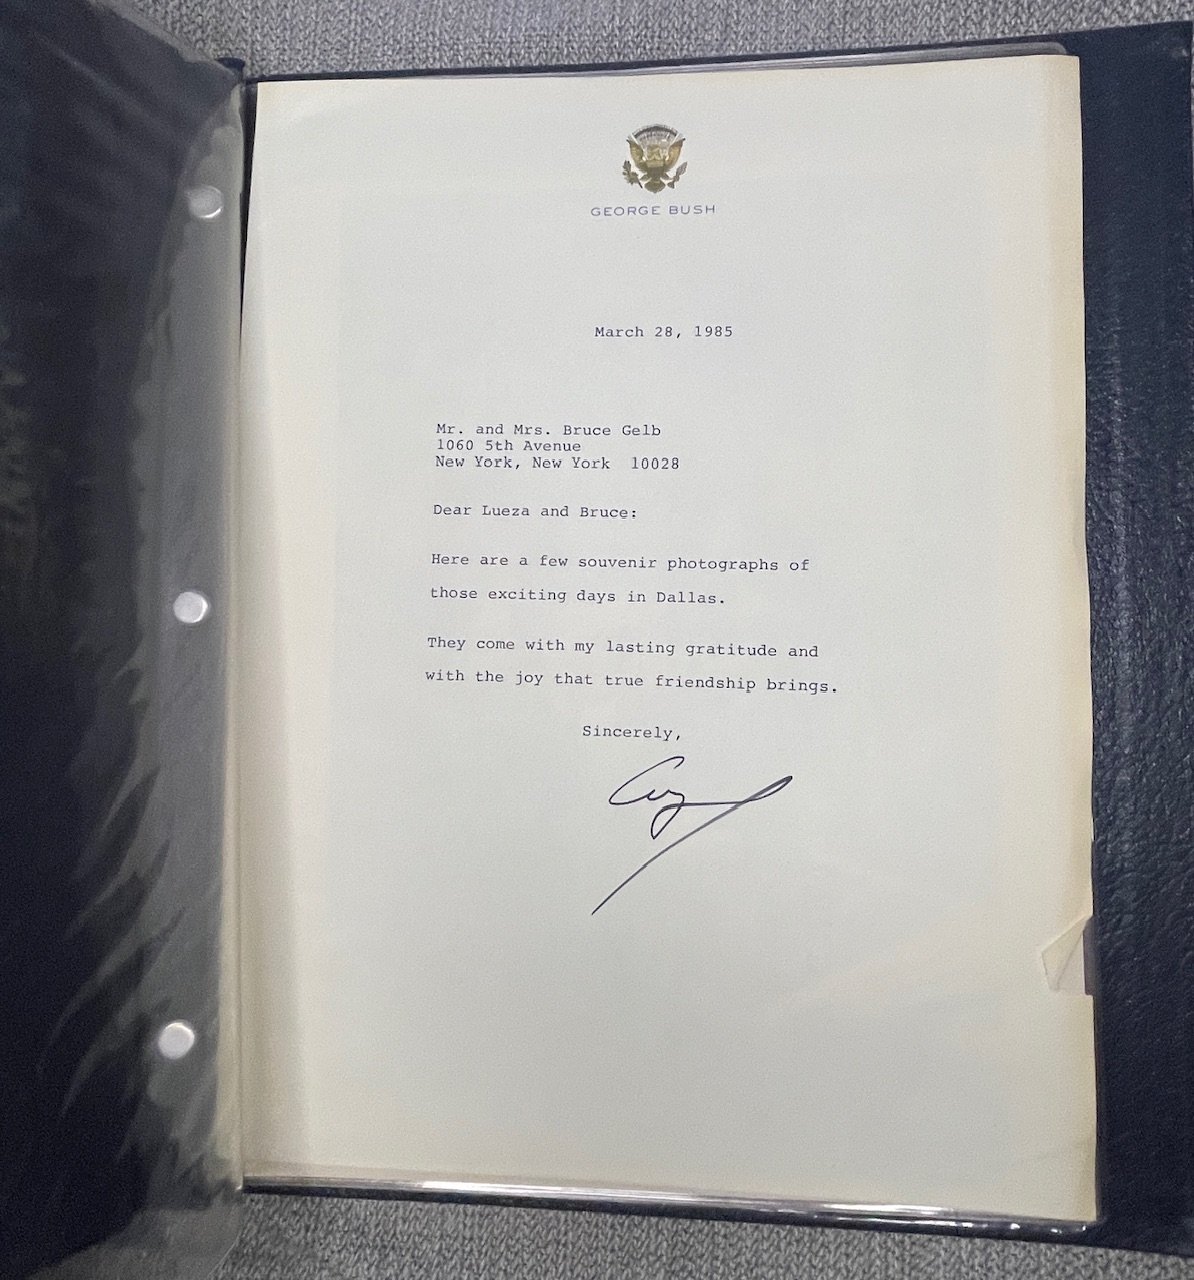 GEORGE BUSH
March 28, 1985
Mr. and Mrs. Bruce Gelb
1060 5th Avenue
New York, New York 10028
Dear Lueza and Bruce:
Here are a few souvenir photographs of
those exciting days in Dallas.
They come with my lasting gratitude and
with the joy that true friendship brings.
Sincerely,